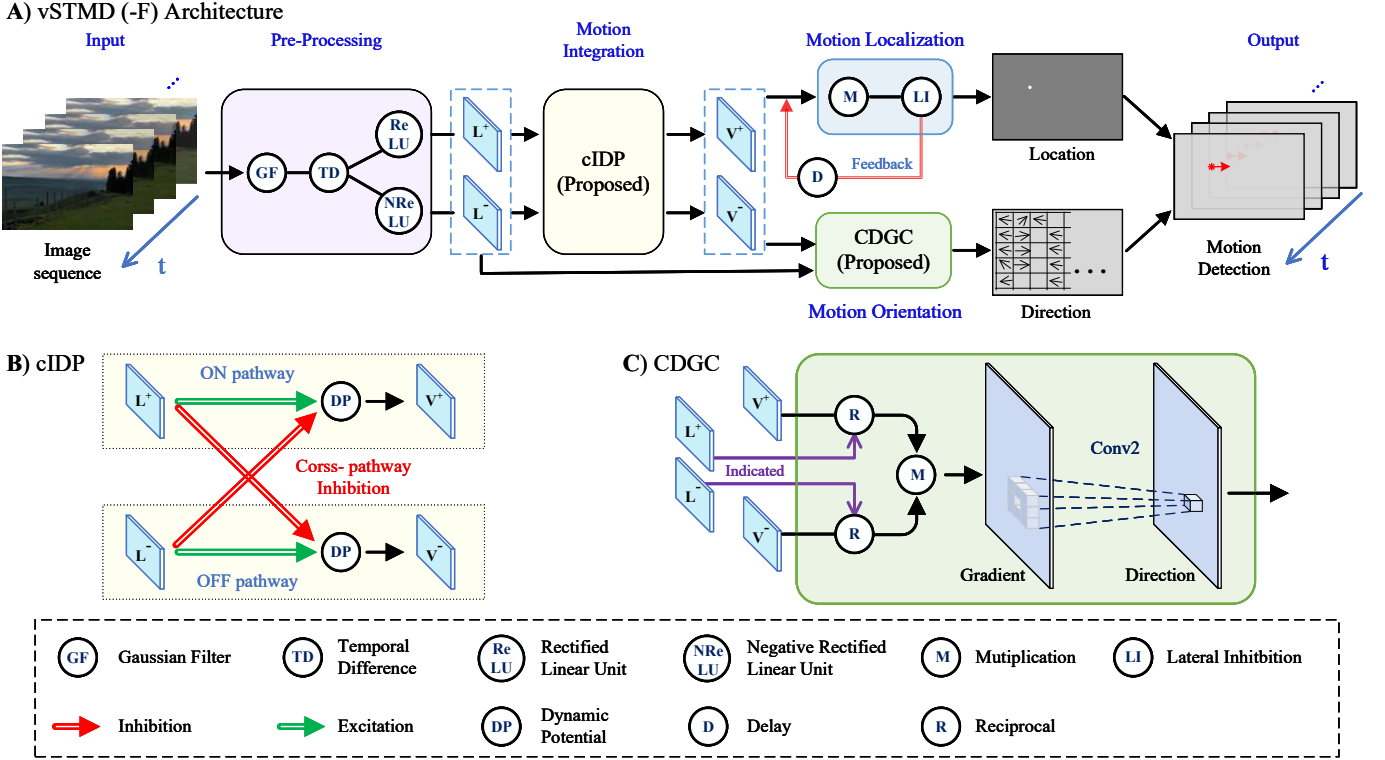 A) vSTMD (-F) Architecture
Input
Pre-Processing
Motion
Integration
Motion Localization
Output
GF
TD
Re
LU
NRe
LU
L+
L-
cIDP
(Proposed)
V+
V-
M
LI
D
Feedback
CDGC
(Proposed)
Motion Orientation
Location
Direction
Image
sequence
t
Motion
Detection
t
B) cIDP
ON pathway
L+
DP
V+
Corss- pathway
Inhibition
L-
DP
V-
OFF pathway
C) CDGC
V+
L+
Indicated
L-
V-
R
R
M
Gradient
Conv2
Direction
GF
Gaussian Filter
TD
Temporal
Difference
Re
LU
Rectified
Linear Unit
NRe
LU
Negative Rectified
Linear Unit
M
Mutiplication
LI
Lateral Inhitbition
Inhibition
Excitation
DP
Dynamic
Potential
D
Delay
R
Reciprocal